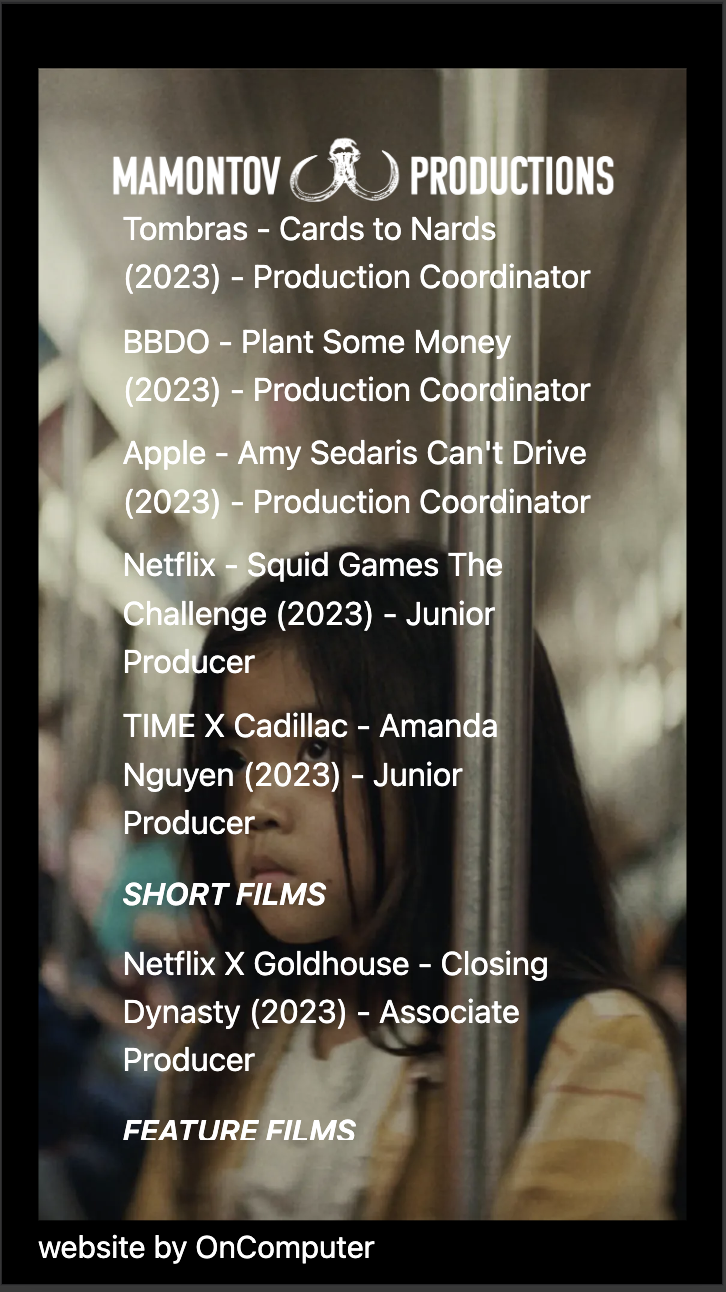 MAMONTOV PRODUCTIONS
Tombras - Cards to Nards
(2023) - Production Coordinator
BBDO - Plant Some Money
(2023) - Production Coordinator
Apple - Amy Sedaris Can't Drive
(2023) - Production Coordinator
Netflix - Squid Games The
Challenge (2023) - Junior
Producer
TIME X Cadillac - Amanda
Nguyen (2023) - Junior
Producer
SHORT FILMS
Netflix X Goldhouse - Closing
Dynasty (2023) - Associate
Producer
FEATURE FILMS
website by OnComputer